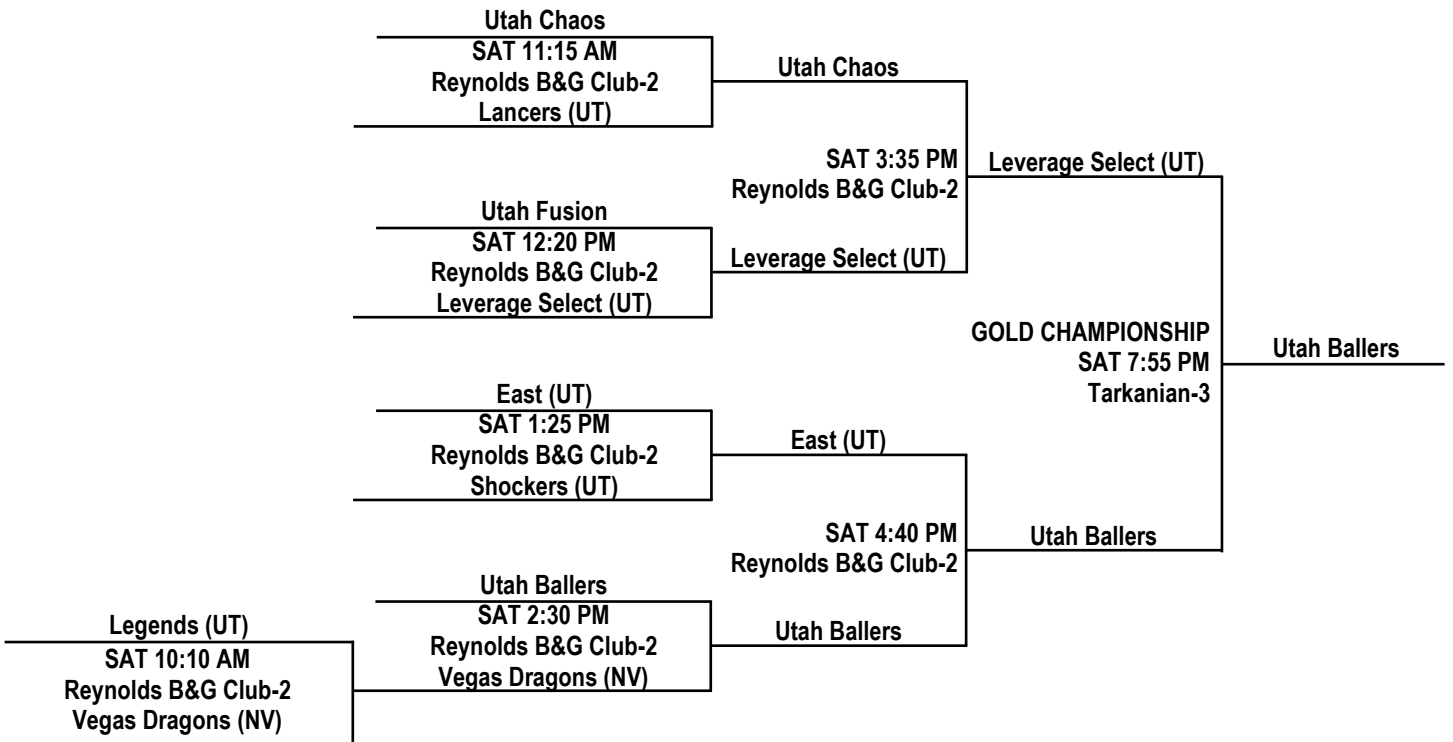 Utah Chaos
SAT 11:15 AM
Reynolds B&G Club-2
Lancers (UT)
Utah Chaos
SAT 3:35 PM
Reynolds B&G Club-2
Leverage Select (UT)
Utah Fusion
SAT 12:20 PM
Reynolds B&G Club-2
Leverage Select (UT)
Leverage Select (UT)
GOLD CHAMPIONSHIP
SAT 7:55 PM
Tarkanian-3
Utah Ballers
East (UT)
SAT 1:25 PM
Reynolds B&G Club-2
Shockers (UT)
East (UT)
SAT 4:40 PM
Reynolds B&G Club-2
Utah Ballers
Utah Ballers
SAT 2:30 PM
Reynolds B&G Club-2
Vegas Dragons (NV)
Utah Ballers
Legends (UT)
SAT 10:10 AM
Reynolds B&G Club-2
Vegas Dragons (NV)